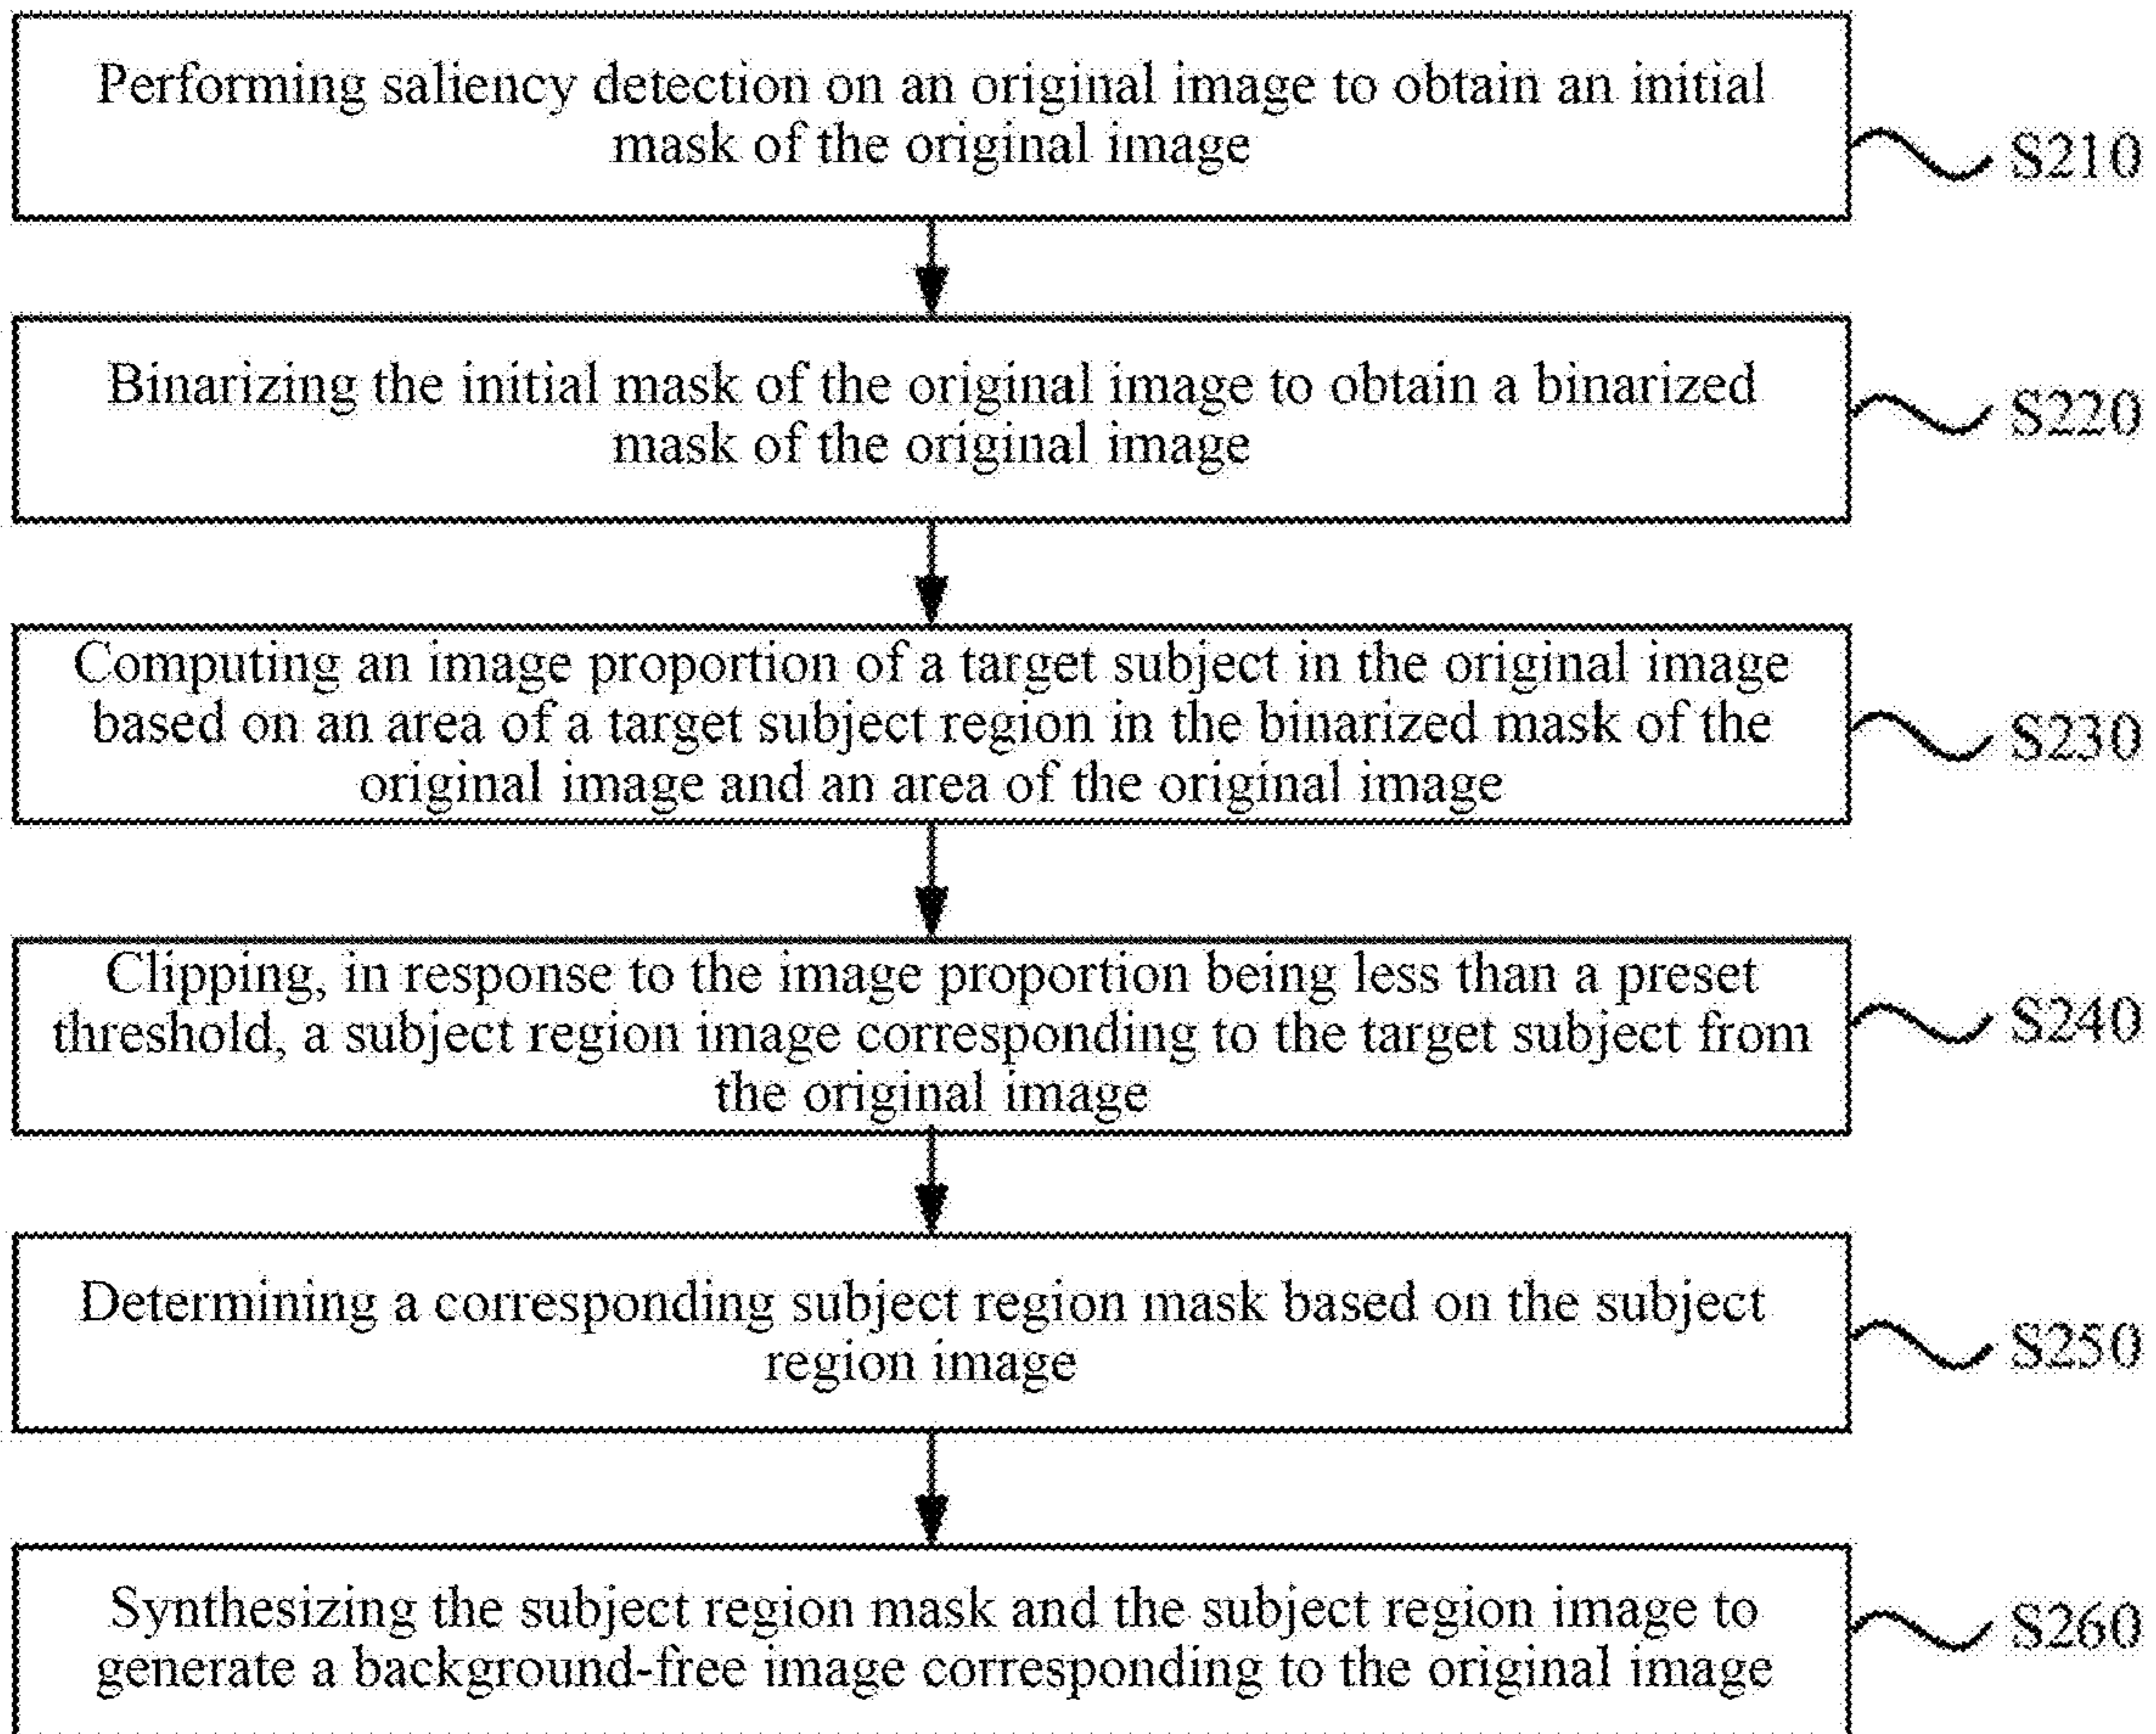 Performing saliency detection on an original image to obtain an initial
mask of the original image
S210
Binarizing the initial mask of the original image to obtain a binarized
mask of the original image
S220
Computing an image proportion of a target subject in the original image
based on an area of a target subject region in the binarized mask of the
original image and an area of the original image
S230
Clipping, in response to the image proportion being less than a preset
threshold, a subject region image corresponding to the target subject from
the original image
S240
Determining a corresponding subject region mask based on the subject
region image
S250
Synthesizing the subject region mask and the subject region image to
generate a background-free image corresponding to the original image
S260